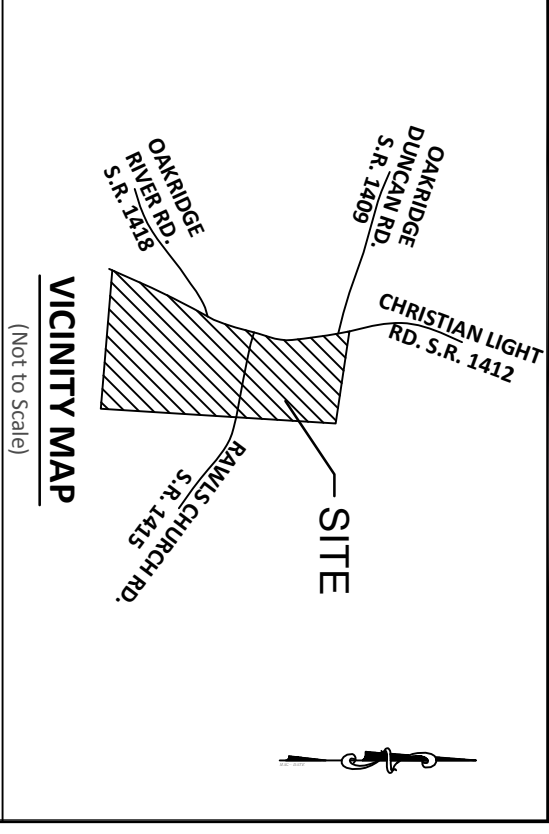 OAKRIDGE
DUNCAN RD.
S.R. 1409
CHRISTIAN LIGHT
RD. S.R. 1412
OAKRIDGE
RIVER RD.
S.R. 1418
SITE
RAWLS CHURCH RD.
S.R. 1415
VICINITY MAP
(Not to Scale)